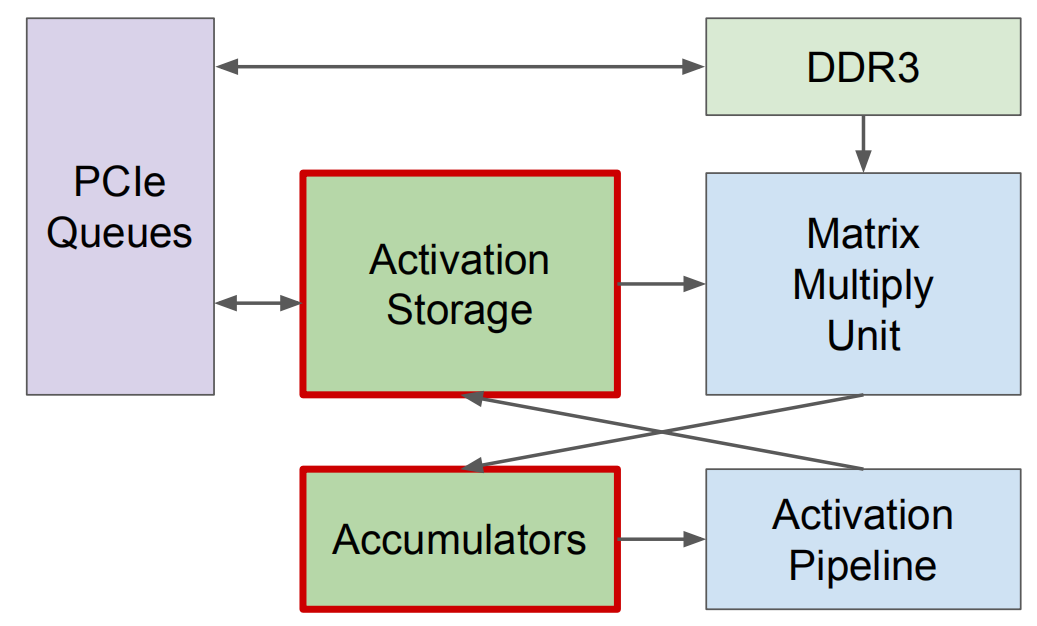 DDR3
PCIe
Queues
Activation
Storage
Matrix
Multiply
Unit
Accumulators
Activation
Pipeline